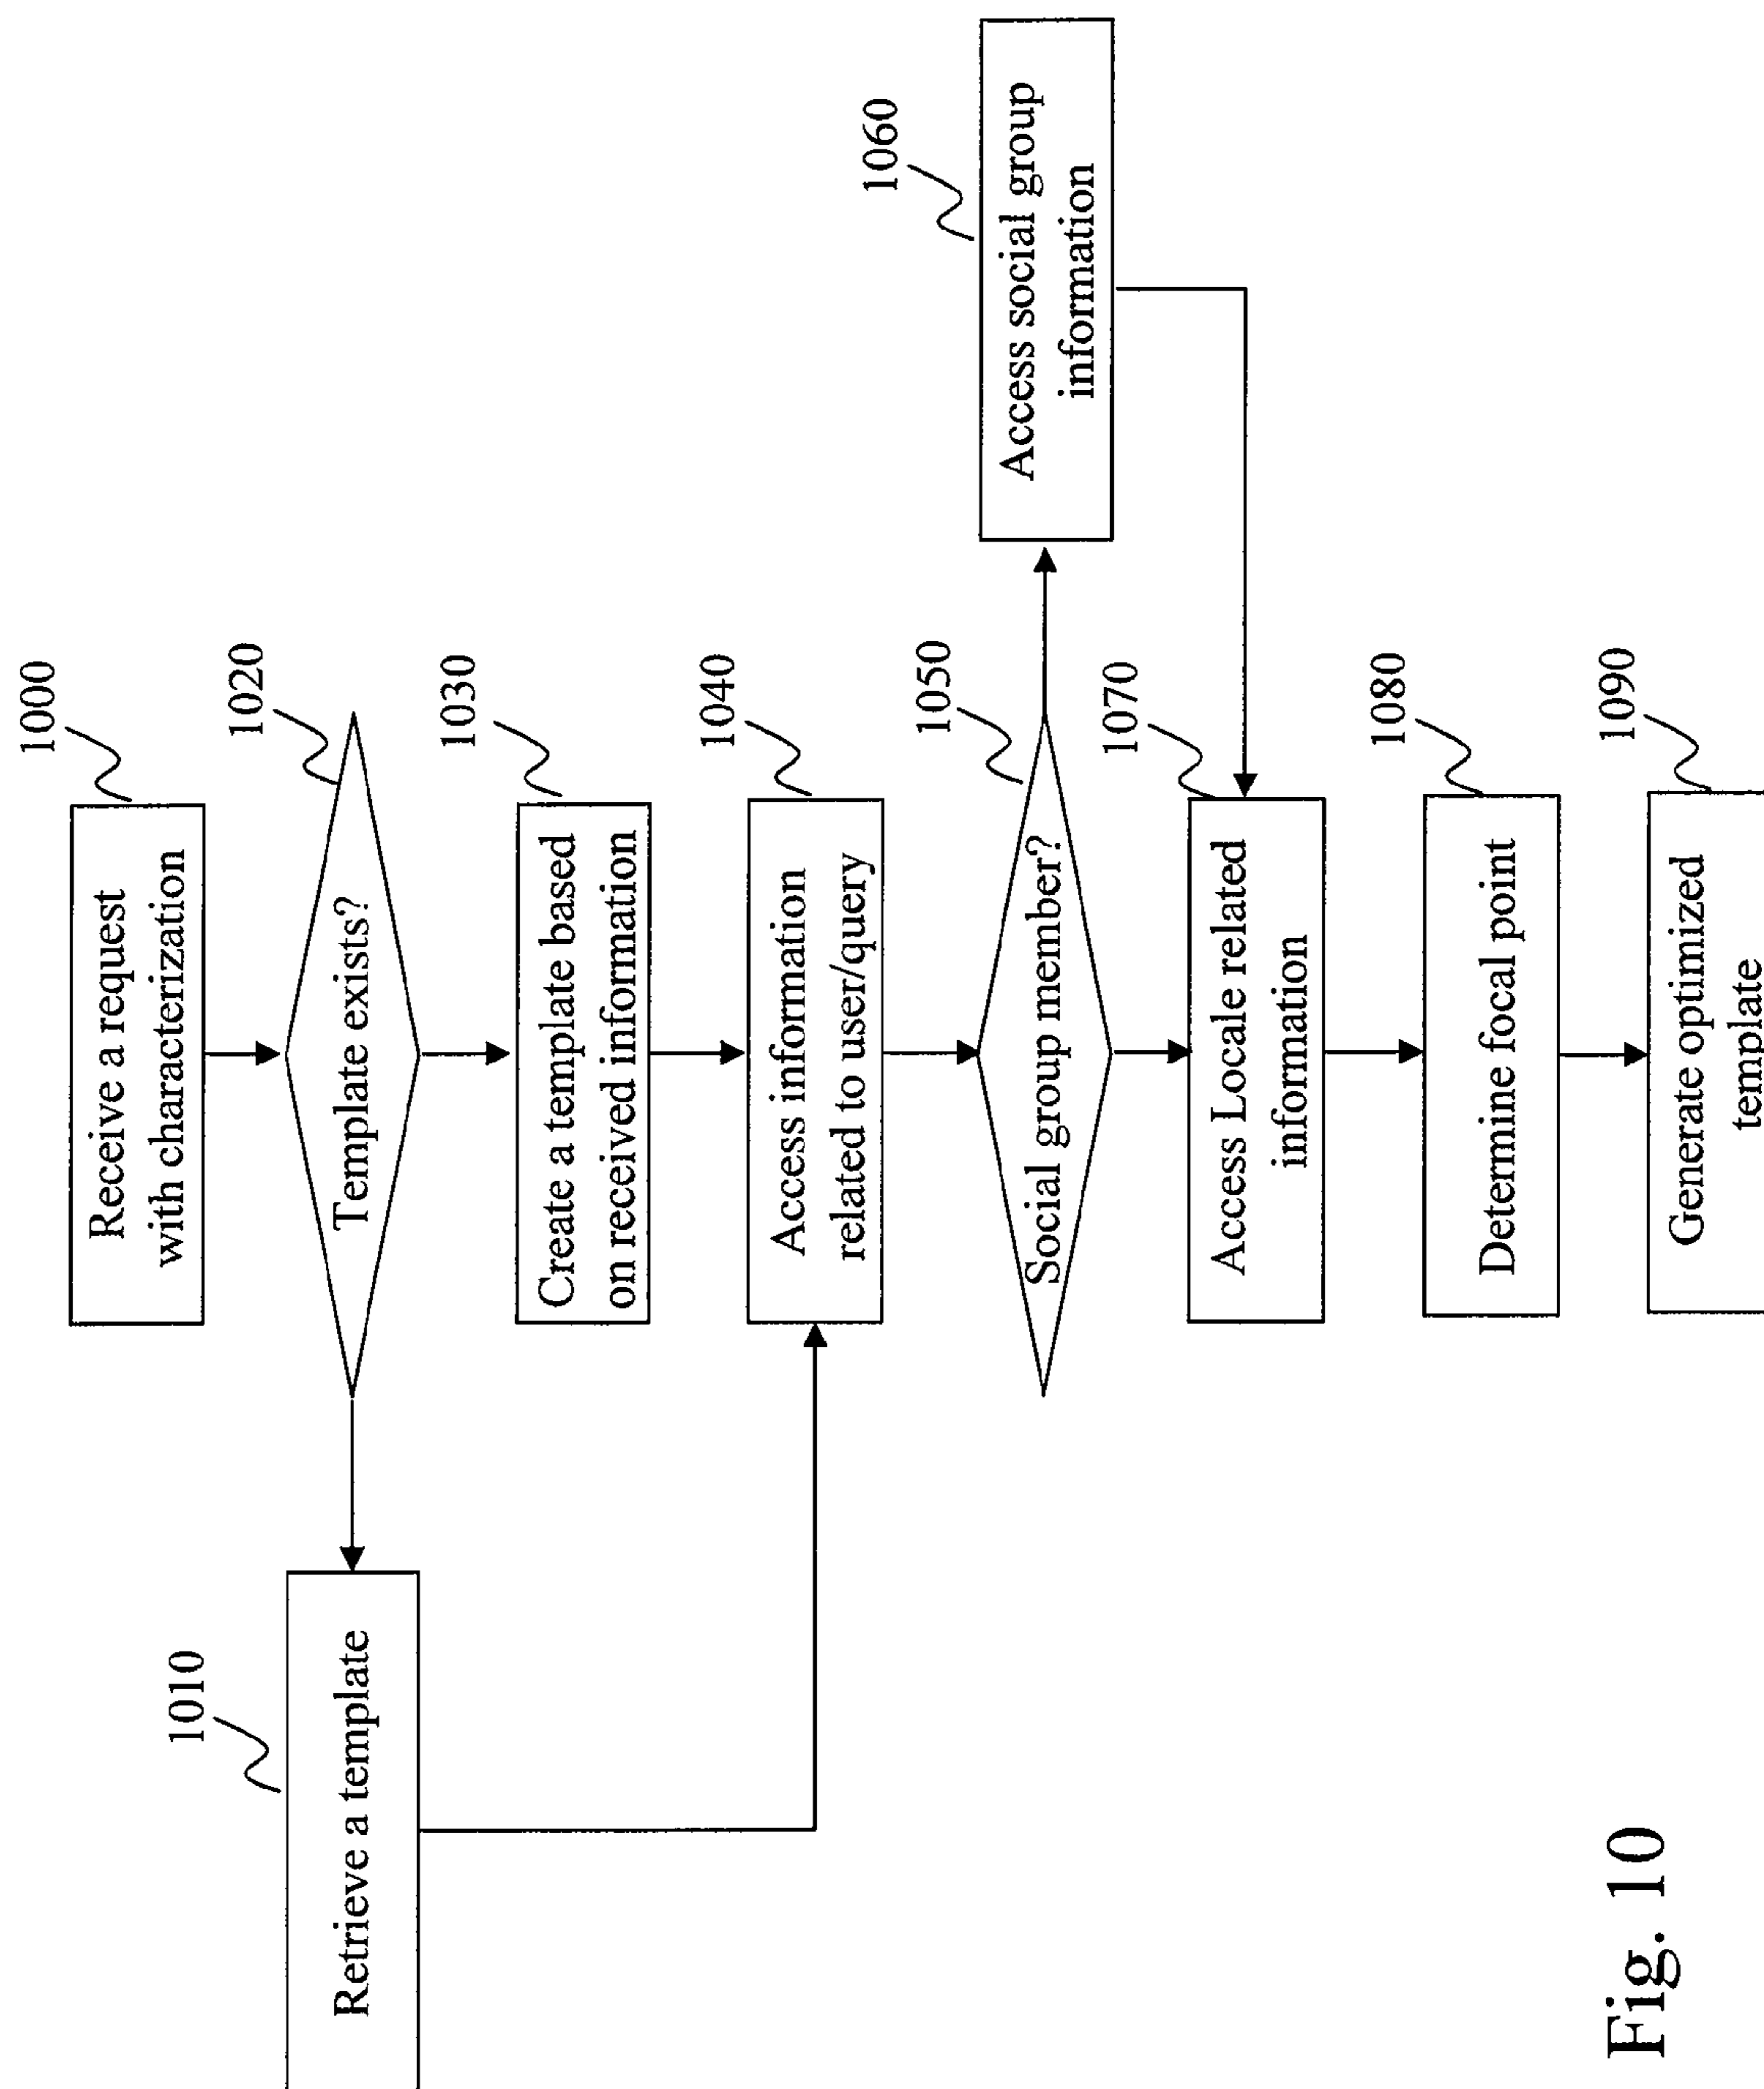 1000
Receive a request
with characterization
1020
Template exists?
1010
Retrieve a template
1030
Create a template based
on received information
1040
Access information
related to user/query
1050
Social group member?
1060
Access social group
information
1070
Access Locale related
information
1080
Determine focal point
1090
Generate optimized
template
Fig. 10